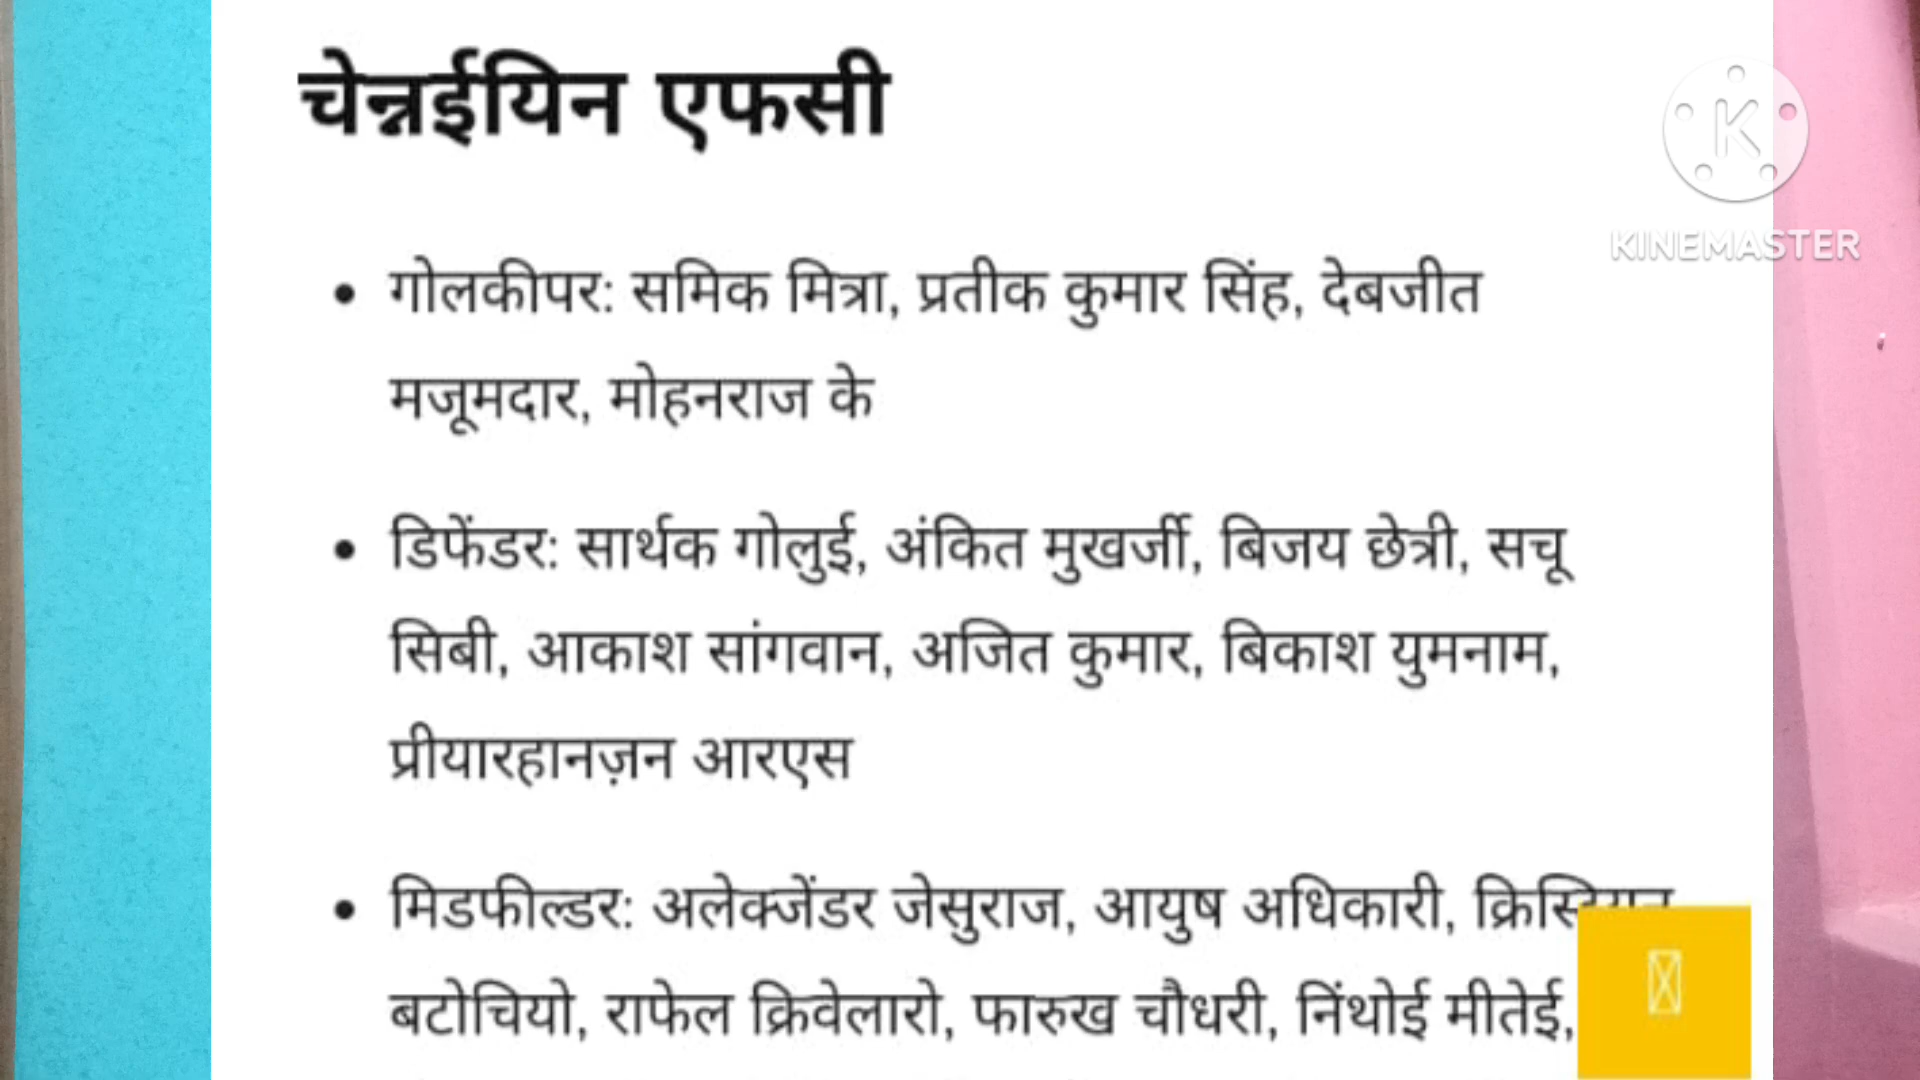 चेन्नईयिन एफसी
KINEMASTER
• गोलकीपर: समिक मित्रा, प्रतीक कुमार सिंह, देबजीत
मजूमदार, मोहनराज के
• डिफेंडर: सार्थक गोलुई, अंकित मुखर्जी, बिजय छेत्री, सचू
सिबी, आकाश सांगवान, अजित कुमार, बिकाश युमनाम,
प्रीयारहानज़न आरएस
• मिडफील्डर: अलेक्जेंडर जेसुराज, आयुष अधिकारी,
बटोचियो, राफेल क्रिवेलारो, फारुख चौधरी, निंथोई मीतेई,